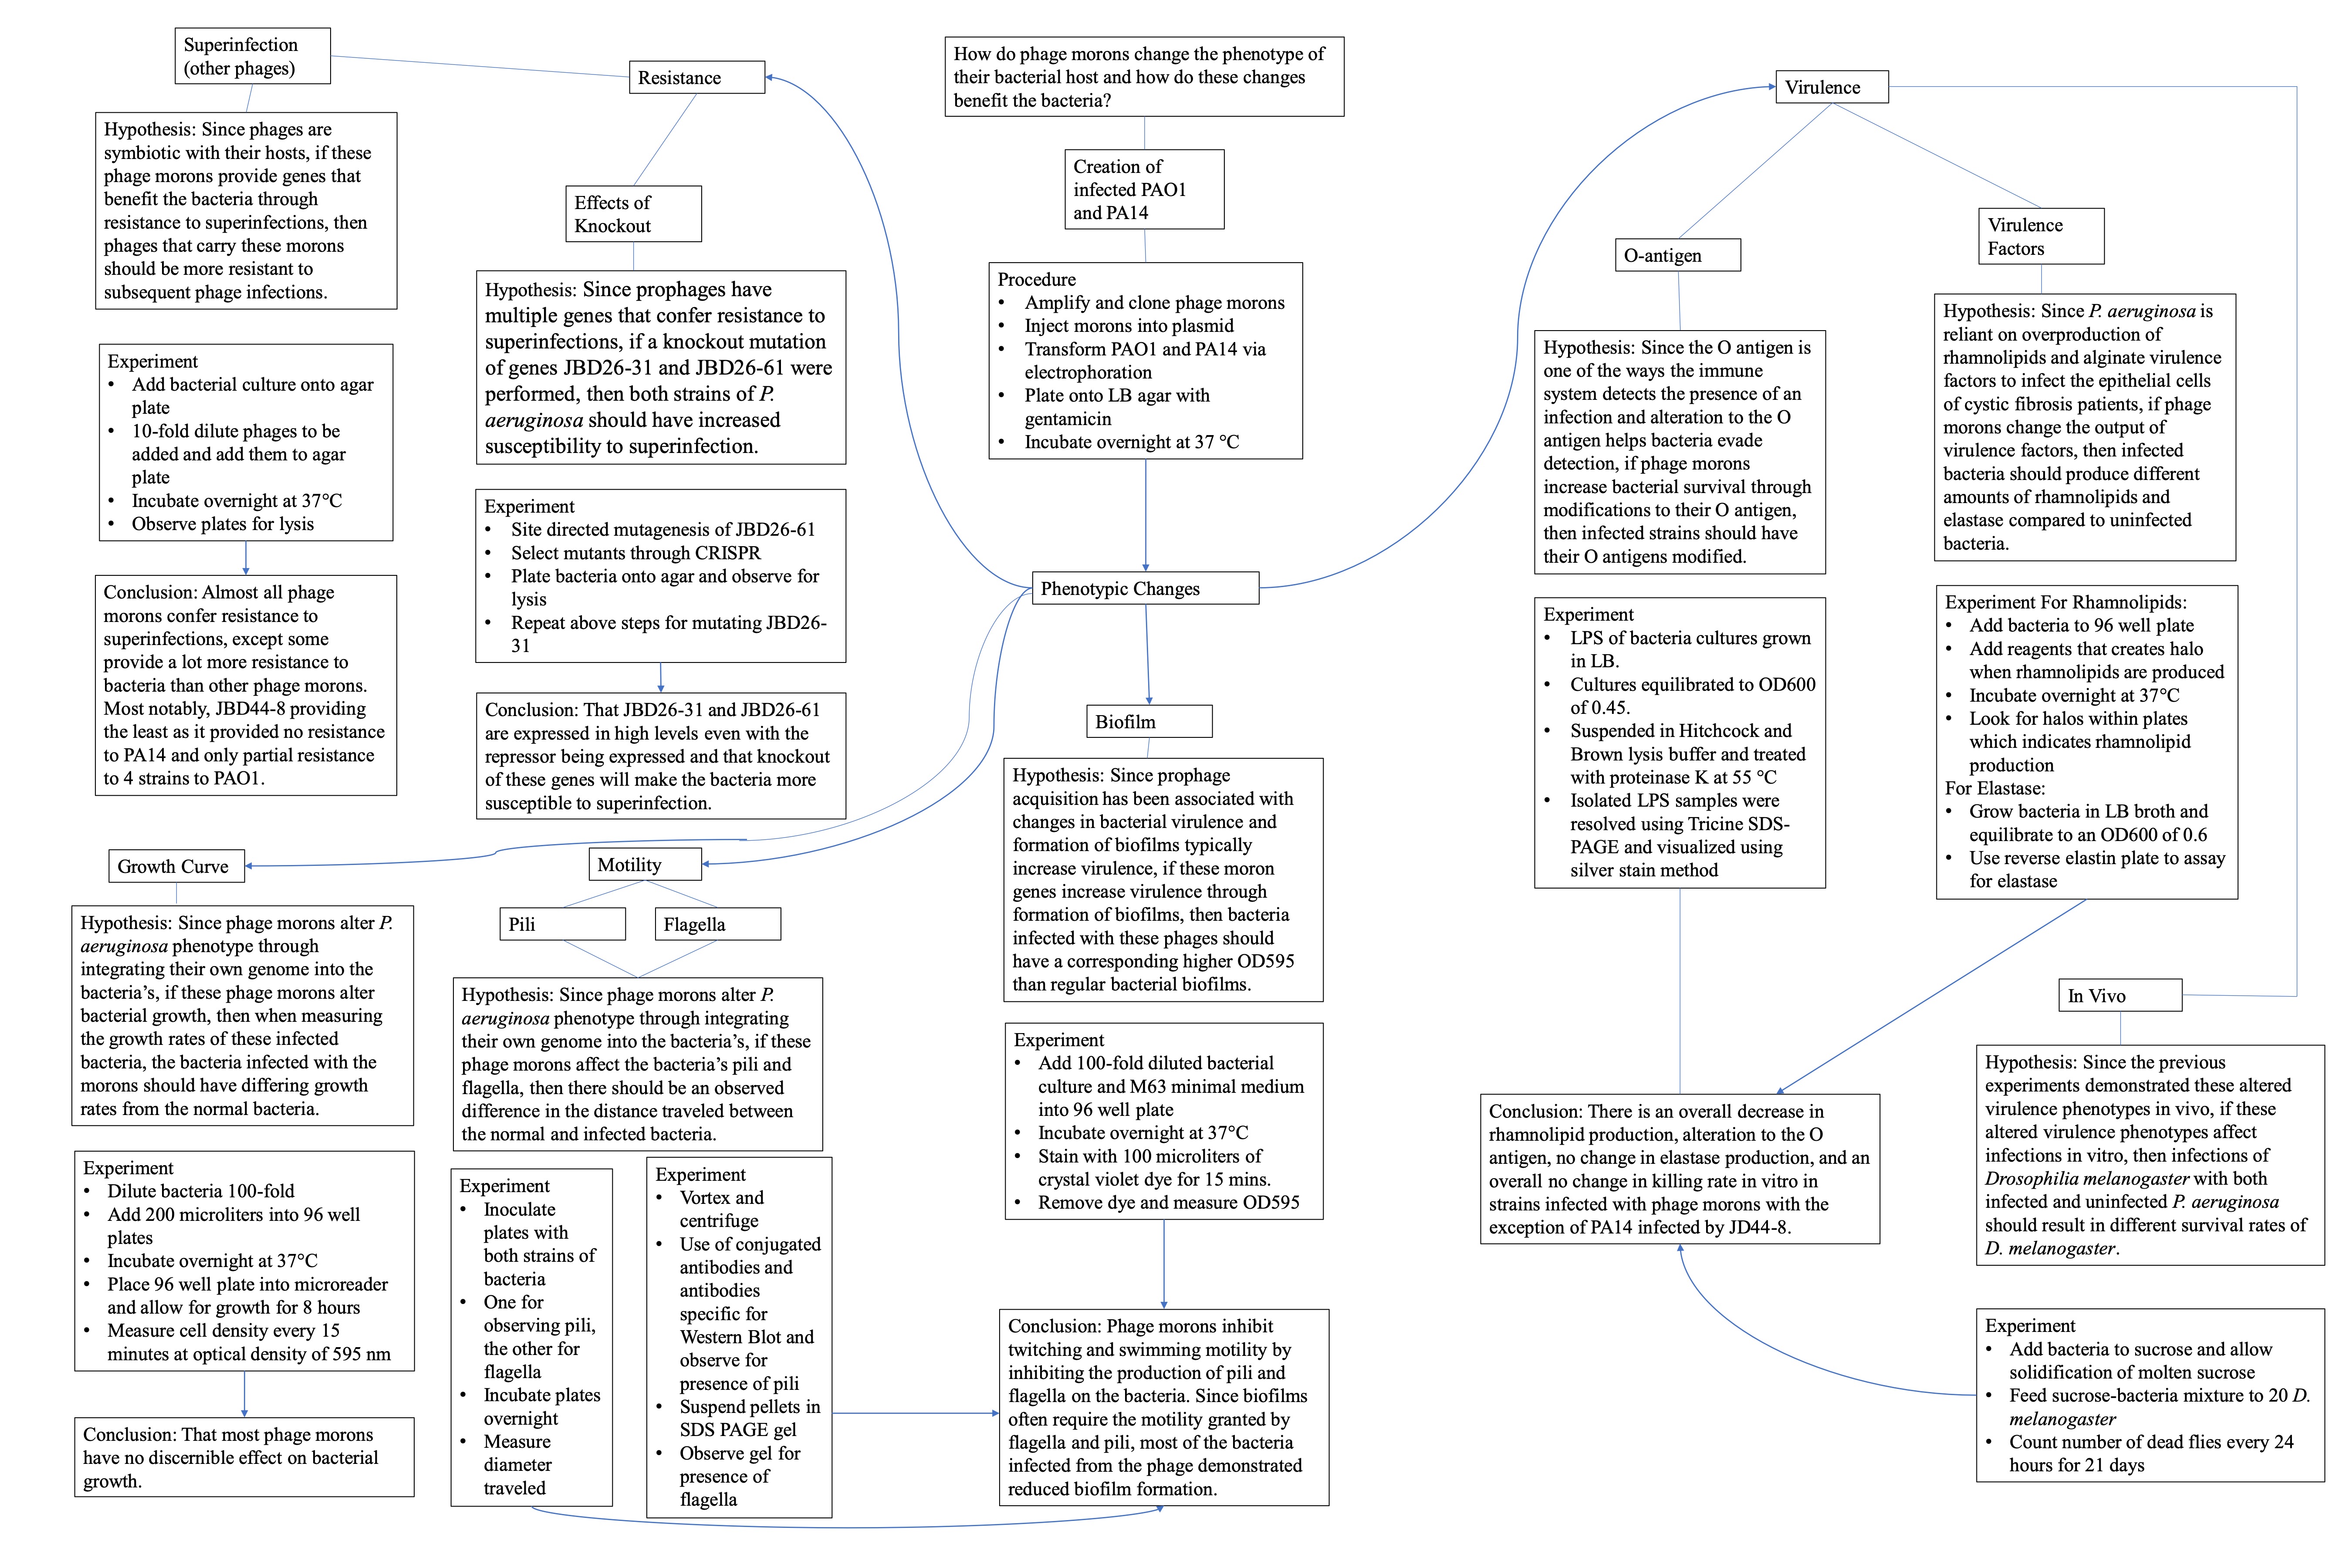 Superinfection
(other phages)
Resistance
Hypothesis: Since phages are
symbiotic with their hosts, if these
phage morons provide genes that
benefit the bacteria through
resistance to superinfections, then
phages that carry these morons
should be more resistant to
subsequent phage infections.
Experiment
• Add bacterial culture onto agar
plate
• 10-fold dilute phages to be
added and add them to agar
plate
• Incubate overnight at 37°C
• Observe plates for lysis
Conclusion: Almost all phage
morons confer resistance to
superinfections, except some
provide a lot more resistance to
bacteria than other phage morons.
Most notably, JBD44-8 providing
the least as it provided no resistance
to PA14 and only partial resistance
to 4 strains to PAO1.
Effects of
Knockout
Hypothesis: Since prophages have
multiple genes that confer resistance to
superinfections, if a knockout mutation
of genes JBD26-31 and JBD26-61 were
performed, then both strains of P.
aeruginosa should have increased
susceptibility to superinfection.
Experiment
• Site directed mutagenesis of JBD26-61
• Select mutants through CRISPR
• Plate bacteria onto agar and observe for
lysis
• Repeat above steps for mutating JBD26-
31
Conclusion: That JBD26-31 and JBD26-61
are expressed in high levels even with the
repressor being expressed and that knockout
of these genes will make the bacteria more
susceptible to superinfection.
How do phage morons change the phenotype of
their bacterial host and how do these changes
benefit the bacteria?
Creation of
infected PAO1
and PA14
Procedure
• Amplify and clone phage morons
• Inject morons into plasmid
• Transform PAO1 and PA14 via
electrophoration
• Plate onto LB agar with
gentamicin
• Incubate overnight at 37 °C
Phenotypic Changes
Growth Curve
Hypothesis: Since phage morons alter P.
aeruginosa phenotype through
integrating their own genome into the
bacteria’s, if these phage morons alter
bacterial growth, then when measuring
the growth rates of these infected
bacteria, the bacteria infected with the
morons should have differing growth
rates from the normal bacteria.
Experiment
• Dilute bacteria 100-fold
• Add 200 microliters into 96 well
plates
• Incubate overnight at 37°C
• Place 96 well plate into microreader
and allow for growth for 8 hours
• Measure cell density every 15
minutes at optical density of 595 nm
Conclusion: That most phage morons
have no discernible effect on bacterial
growth.
Motility
Pili
Flagella
Hypothesis: Since phage morons alter P.
aeruginosa phenotype through integrating
their own genome into the bacteria’s, if these
phage morons affect the bacteria’s pili and
flagella, then there should be an observed
difference in the distance traveled between
the normal and infected bacteria.
Experiment
• Inoculate
plates with
both strains of
bacteria
• One for
observing pili,
the other for
flagella
• Incubate plates
overnight
• Measure
diameter
traveled
Experiment
• Vortex and
centrifuge
• Use of conjugated
antibodies and
antibodies
specific for
Western Blot and
observe for
presence of pili
• Suspend pellets in
SDS PAGE gel
• Observe gel for
presence of
flagella
Biofilm
Hypothesis: Since prophage
acquisition has been associated with
changes in bacterial virulence and
formation of biofilms typically
increase virulence, if these moron
genes increase virulence through
formation of biofilms, then bacteria
infected with these phages should
have a corresponding higher OD595
than regular bacterial biofilms.
Experiment
• Add 100-fold diluted bacterial
culture and M63 minimal medium
into 96 well plate
• Incubate overnight at 37°C
• Stain with 100 microliters of
crystal violet dye for 15 mins.
• Remove dye and measure OD595
Conclusion: Phage morons inhibit
twitching and swimming motility by
inhibiting the production of pili and
flagella on the bacteria. Since biofilms
often require the motility granted by
flagella and pili, most of the bacteria
infected from the phage demonstrated
reduced biofilm formation.
Virulence
O-antigen
Hypothesis: Since the O antigen is
one of the ways the immune
system detects the presence of an
infection and alteration to the O
antigen helps bacteria evade
detection, if phage morons
increase bacterial survival through
modifications to their O antigen,
then infected strains should have
their O antigens modified.
Experiment
• LPS of bacteria cultures grown
in LB.
• Cultures equilibrated to OD600
of 0.45.
• Suspended in Hitchcock and
Brown lysis buffer and treated
with proteinase K at 55 °C
• Isolated LPS samples were
resolved using Tricine SDS-
PAGE and visualized using
silver stain method
Virulence
Factors
Hypothesis: Since P. aeruginosa is
reliant on overproduction of
rhamnolipids and alginate virulence
factors to infect the epithelial cells
of cystic fibrosis patients, if phage
morons change the output of
virulence factors, then infected
bacteria should produce different
amounts of rhamnolipids and
elastase compared to uninfected
bacteria.
Experiment For Rhamnolipids:
• Add bacteria to 96 well plate
• Add reagents that creates halo
when rhamnolipids are produced
• Incubate overnight at 37°C
• Look for halos within plates
which indicates rhamnolipid
production
For Elastase:
• Grow bacteria in LB broth and
equilibrate to an OD600 of 0.6
• Use reverse elastin plate to assay
for elastase
Conclusion: There is an overall decrease in
rhamnolipid production, alteration to the O
antigen, no change in elastase production, and an
overall no change in killing rate in vitro in
strains infected with phage morons with the
exception of PA14 infected by JD44-8.
In Vivo
Hypothesis: Since the previous
experiments demonstrated these altered
virulence phenotypes in vivo, if these
altered virulence phenotypes affect
infections in vitro, then infections of
Drosophilia melanogaster with both
infected and uninfected P. aeruginosa
should result in different survival rates of
D. melanogaster.
Experiment
• Add bacteria to sucrose and allow
solidification of molten sucrose
• Feed sucrose-bacteria mixture to 20 D.
melanogaster
• Count number of dead flies every 24
hours for 21 days